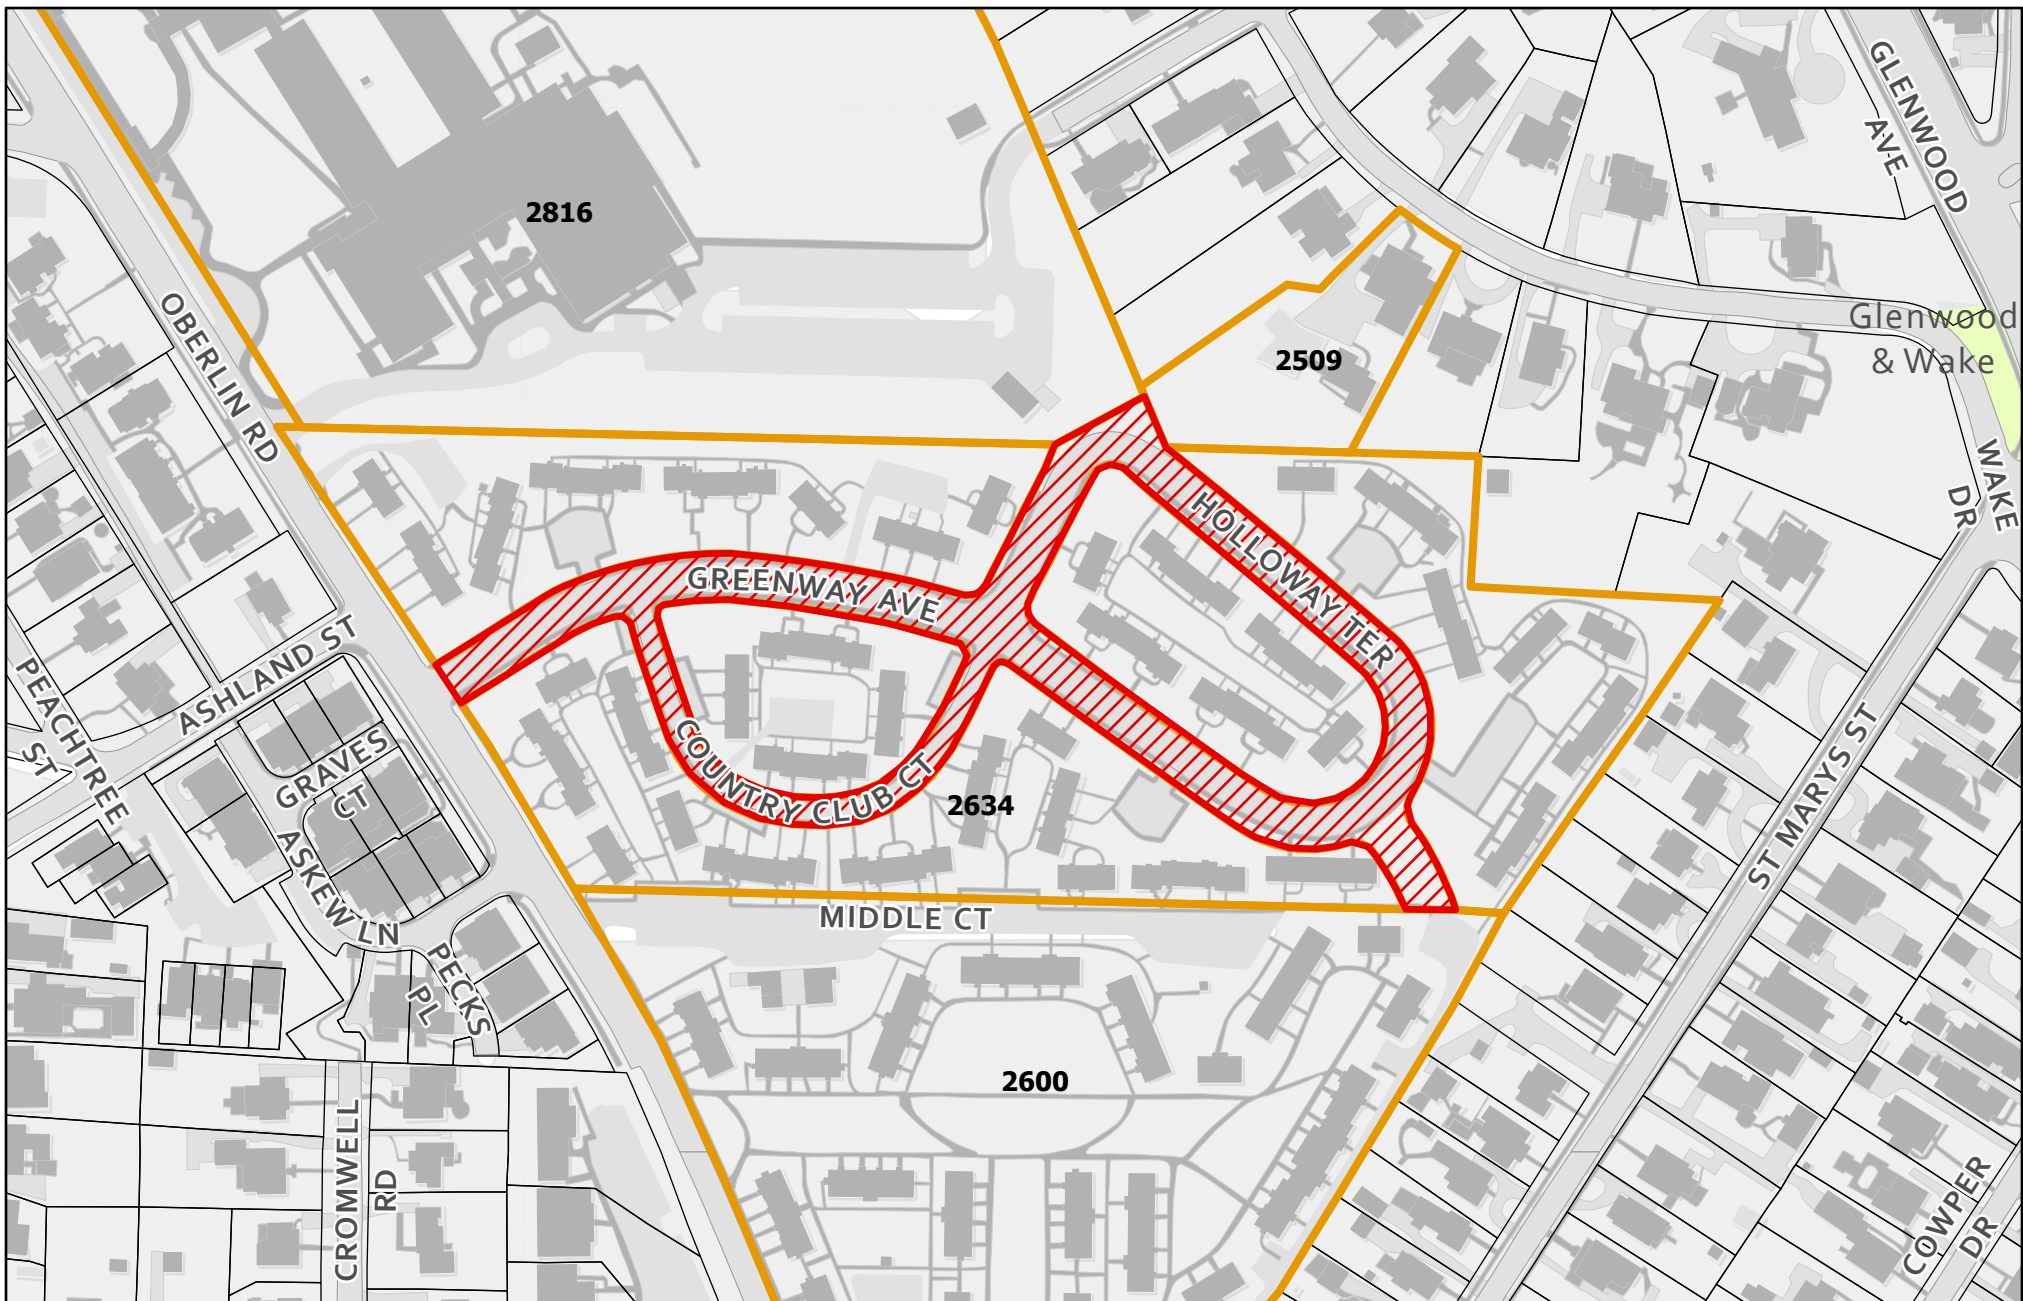 GLENWOOD
AVE
2816
OBERLIN RD
Glenwood
& Wake
2509
WAKE
DR
HOLLOWAY TER
GREENWAY AVE
ASHLAND ST
PEACHTREE
ST
GRAVES
CT
COUNTRY CLUB CT
2634
ST MARYS ST
ASKEW LN
MIDDLE CT
PECKS
PL
2600
CROMWELL
RD
COWPER
DR